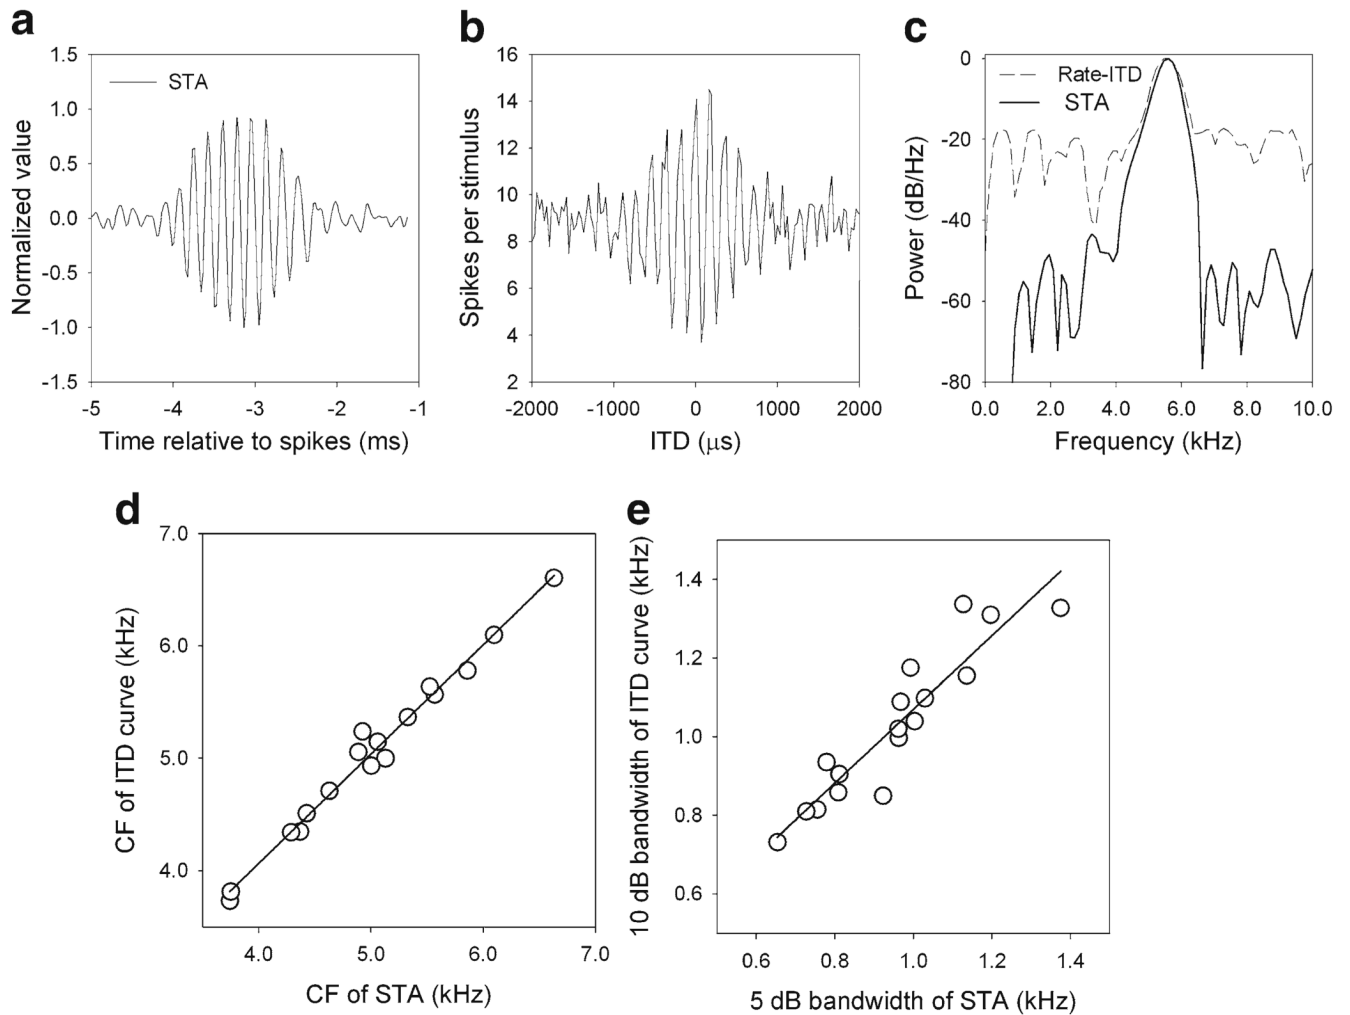 a
1.5
STA
1.0
0.5
0.0
-0.5
-1.0
-1.5
Normalized value
-5 -4 -3 -2 -1
Time relative to spikes (ms)
b
16
14
12
10
8
6
4
2
Spikes per stimulus
-2000 -1000 0 1000 2000
ITD (μs)
c
0
Rate-ITD
STA
-20
-40
-60
-80
Power (dB/Hz)
0.0 2.0 4.0 6.0 8.0 10.0
Frequency (kHz)
d
7.0
6.0
5.0
4.0
CF of ITD curve (kHz)
4.0 5.0 6.0 7.0
CF of STA (kHz)
e
1.4
1.2
1.0
0.8
0.6
10 dB bandwidth of ITD curve (kHz)
0.6 0.8 1.0 1.2 1.4
5 dB bandwidth of STA (kHz)